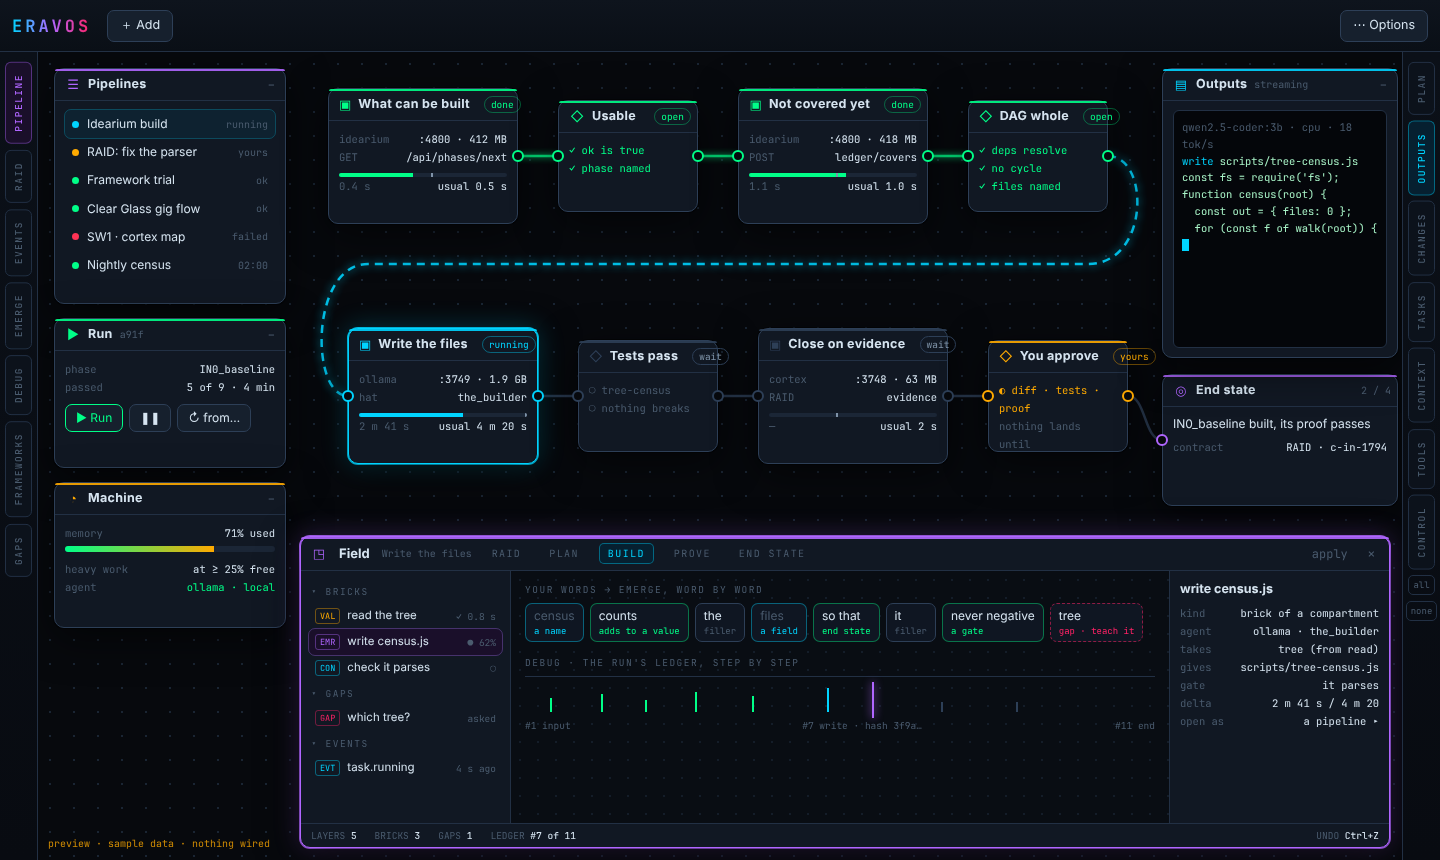 ERAVOS
+ Add
⋯ Options
PIPELINE
RAID
EVENTS
EMERGE
DEBUG
FRAMEWORKS
GAPS
☰ Pipelines –
Idearium build running
RAID: fix the parser yours
Framework trial ok
Clear Glass gig flow ok
SW1 · cortex map failed
Nightly census 02:00
▶ Run a91f –
phase IN0_baseline
passed 5 of 9 · 4 min
▶ Run
❚❚
↻ from…
Machine –
memory 71% used
heavy work at ≥ 25% free
agent ollama · local
preview · sample data · nothing wired
▣ What can be built done
idearium :4800 · 412 MB
GET /api/phases/next
0.4 s usual 0.5 s
◇ Usable open
✓ ok is true
✓ phase named
▣ Not covered yet done
idearium :4800 · 418 MB
POST ledger/covers
1.1 s usual 1.0 s
◇ DAG whole open
✓ deps resolve
✓ no cycle
✓ files named
▣ Write the files running
ollama :3749 · 1.9 GB
hat the_builder
2 m 41 s usual 4 m 20 s
◇ Tests pass wait
○ tree-census
○ nothing breaks
▣ Close on evidence wait
cortex :3748 · 63 MB
RAID evidence
— usual 2 s
◇ You approve yours
◐ diff · tests ·
proof
nothing lands
until
▤ Outputs streaming –
qwen2.5-coder:3b · cpu · 18
tok/s
write scripts/tree-census.js
const fs = require('fs');
function census(root) {
const out = { files: 0 };
for (const f of walk(root)) {
◎ End state 2 / 4
IN0_baseline built, its proof passes
contract RAID · c-in-1794
PLAN
OUTPUTS
CHANGES
TASKS
CONTEXT
TOOLS
CONTROL
all
none
◳ Field Write the files RAID PLAN BUILD PROVE END STATE apply ×
BRICKS
VAL read the tree ✓ 0.8 s
EMR write census.js ● 62%
CON check it parses ○
GAPS
GAP which tree? asked
EVENTS
EVT task.running 4 s ago
YOUR WORDS → EMERGE, WORD BY WORD
census counts the files so that it never negative tree
a name adds to a value filler a field end state filler a gate gap · teach it
DEBUG · THE RUN'S LEDGER, STEP BY STEP
#1 input #7 write · hash 3f9a… #11 end
write census.js
kind brick of a compartment
agent ollama · the_builder
takes tree (from read)
gives scripts/tree-census.js
gate it parses
delta 2 m 41 s / 4 m 20
open as a pipeline ▸
LAYERS 5 BRICKS 3 GAPS 1 LEDGER #7 of 11 UNDO Ctrl+Z